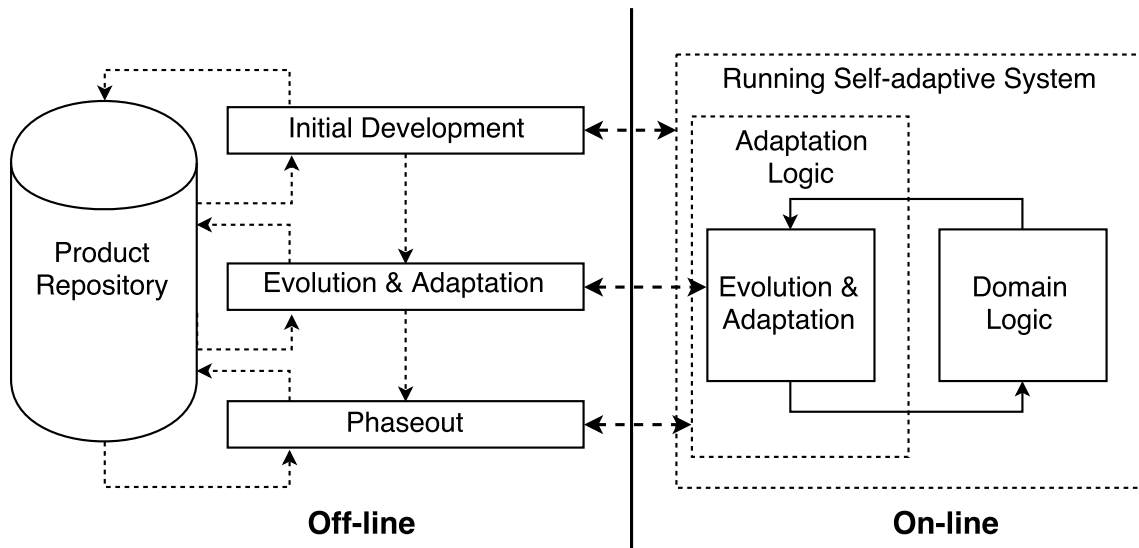 Initial Development
Product
Repository
Evolution & Adaptation
Phaseout
Off-line
Running Self-adaptive System
Adaptation
Logic
Evolution &
Adaptation
Domain
Logic
On-line